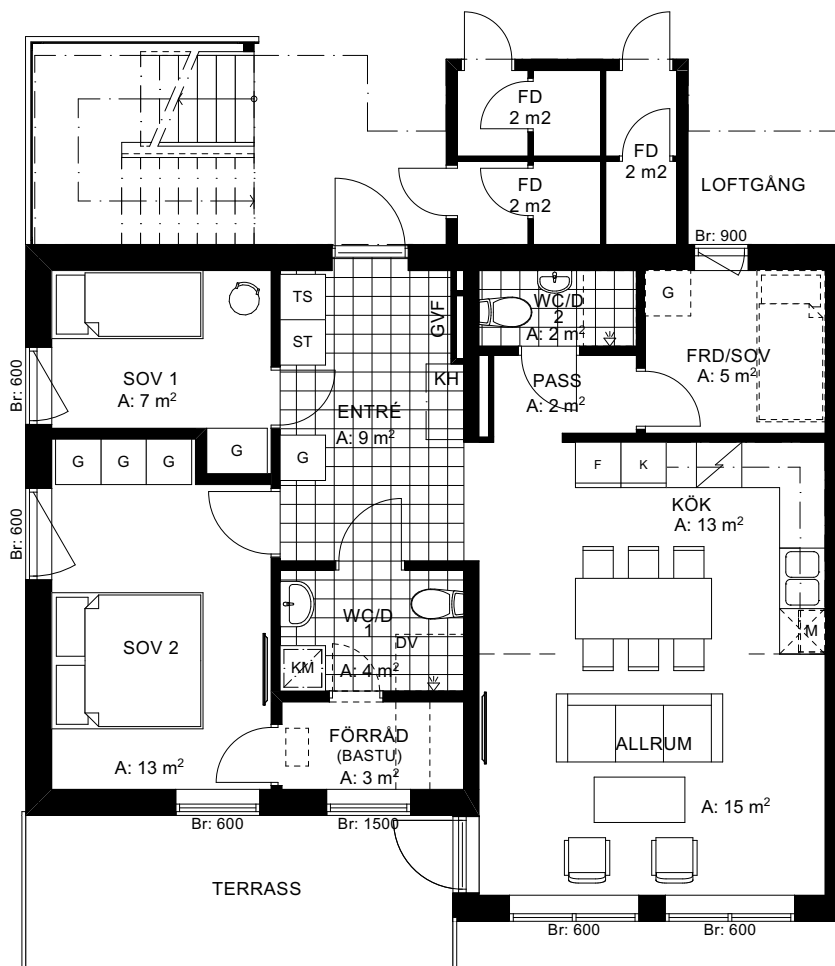 FD
2 m2
FD
2 m2
FD
2 m2
LOFTGÅNG
Br: 900
TS
ST
GVF
WC/D
2
A: 2 m²
G
SOV 1
A: 7 m²
Br: 600
KH
PASS
A: 2 m²
FRD/SOV
A: 5 m²
ENTRÉ
A: 9 m²
G
G
G
G
G
F
K
KÖK
A: 13 m²
Br: 600
WC/D
1
DV
KM
A: 4 m²
M
SOV 2
A: 13 m²
FÖRRÅD
(BASTU)
A: 3 m²
ALLRUM
A: 15 m²
Br: 600
Br: 1500
TERRASS
Br: 600
Br: 600